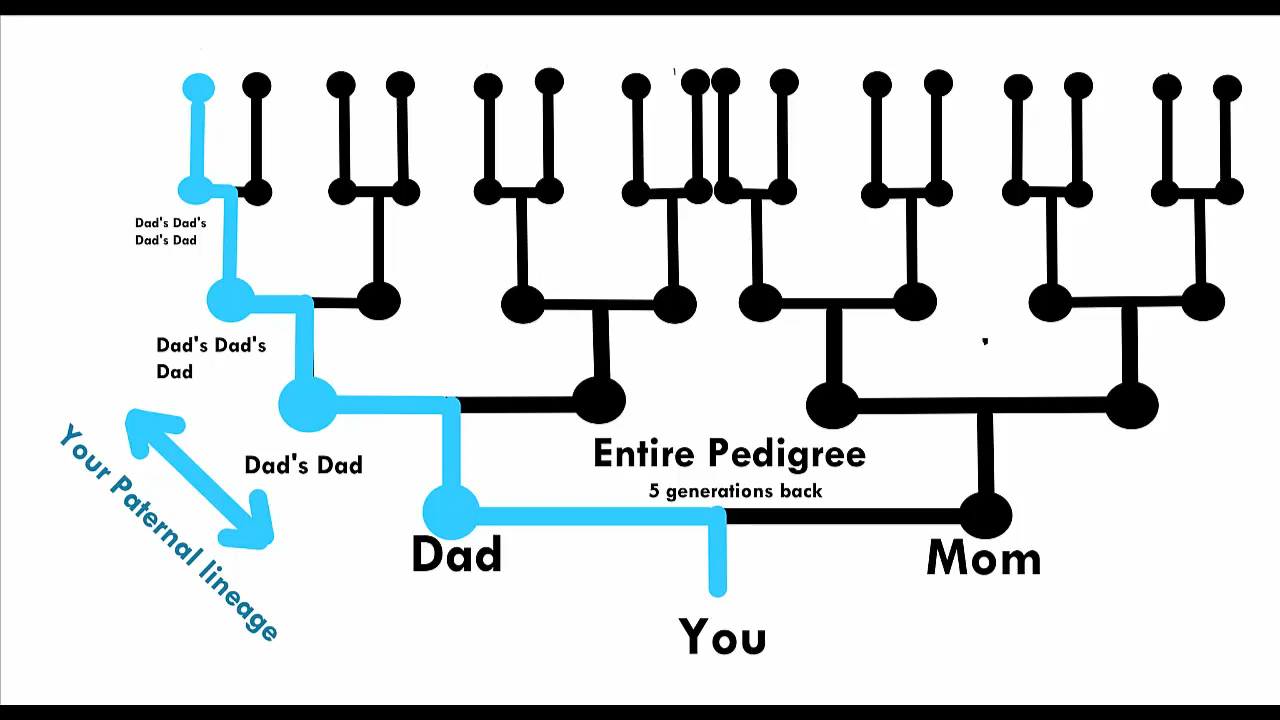 Dad's Dad's
Dad's Dad
Dad's Dad's
Dad
Your Paternal lineage
Dad's Dad
Entire Pedigree
5 generations back
Dad
Mom
You